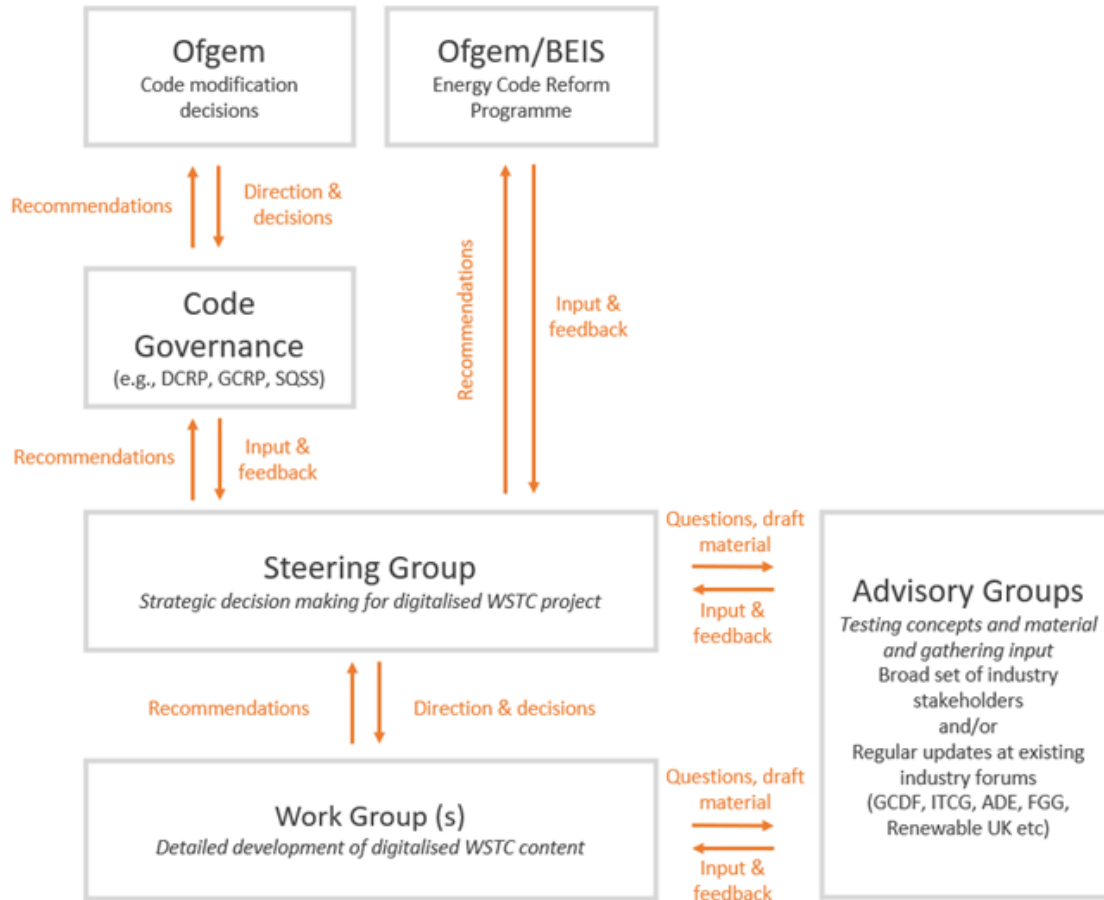 Ofgem
Code modification
decisions
Ofgem/BEIS
Energy Code Reform
Programme
Recommendations
Direction &
decisions
Code
Governance
(e.g., DCRP, GCRP, SQSS)
Recommendations
Input &
feedback
Recommendations
Input &
feedback
Steering Group
Strategic decision making for digitalised WSTC project
Questions, draft
material
Input &
feedback
Advisory Groups
Testing concepts and material
and gathering input
Broad set of industry
stakeholders
and/or
Regular updates at existing
industry forums
(GCDF, ITCG, ADE, FGG,
Renewable UK etc)
Recommendations
Direction & decisions
Work Group (s)
Detailed development of digitalised WSTC content
Questions, draft
material
Input &
feedback